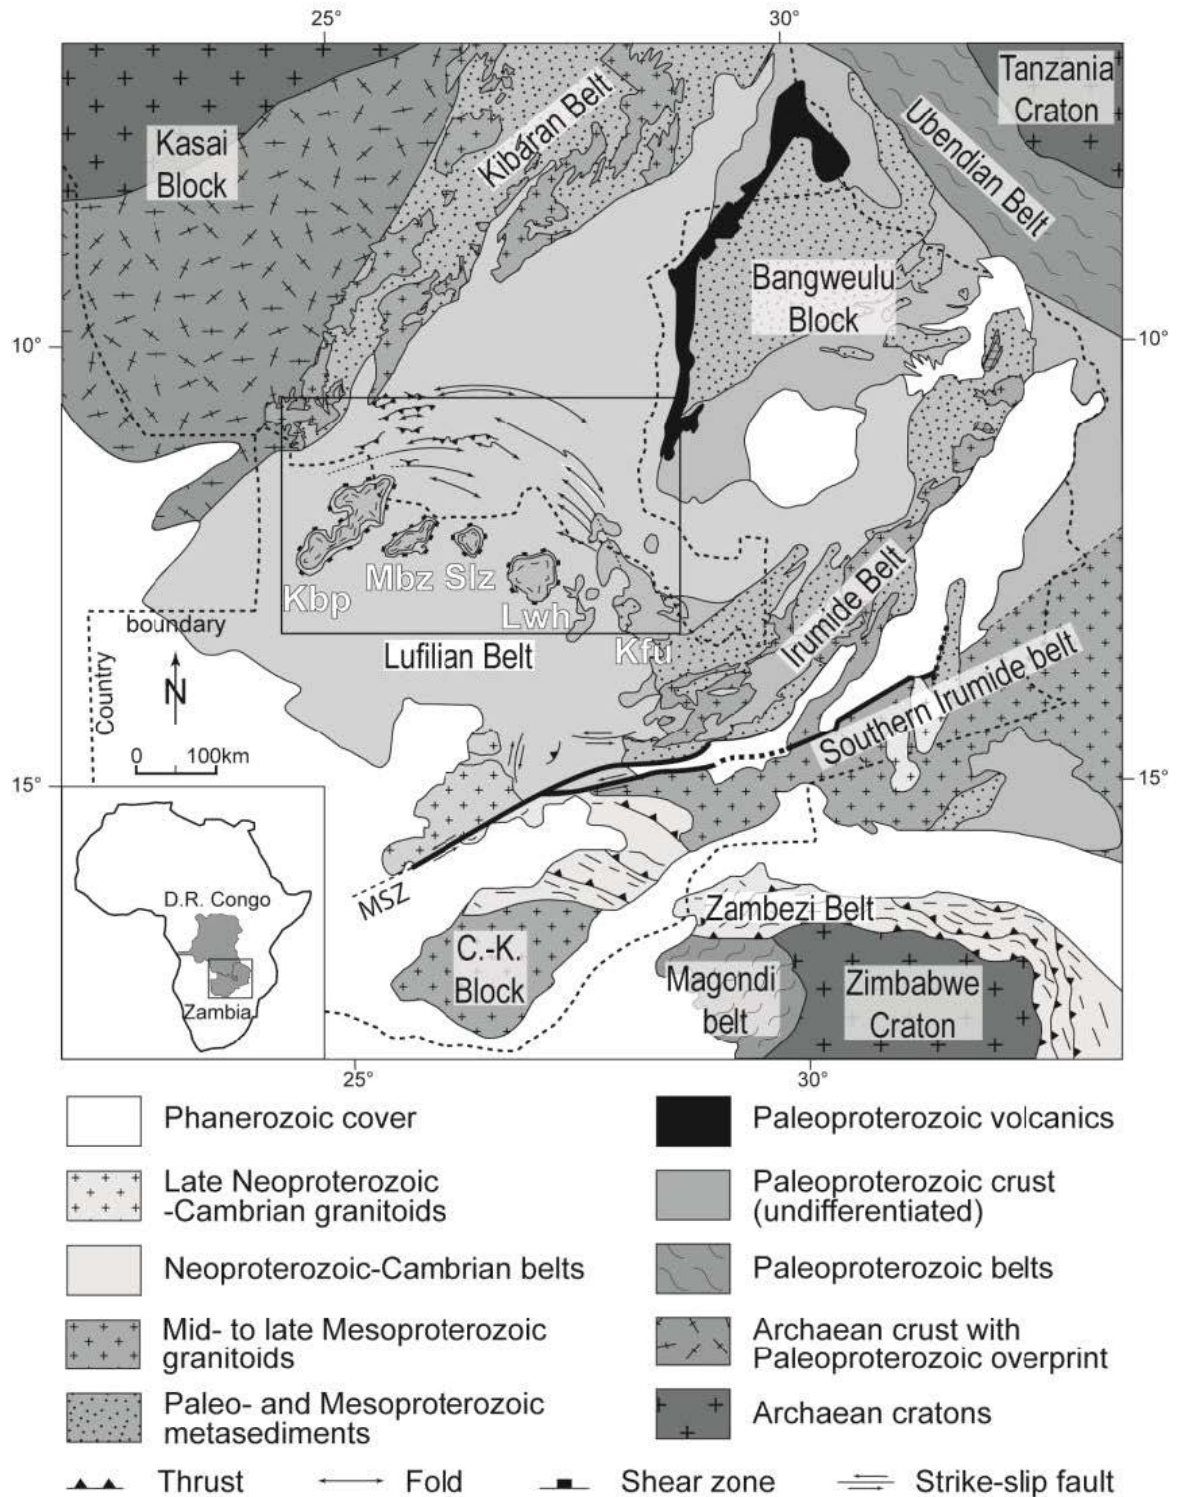 25°
30°
Tanzania
Craton
Kasai
Block
Kibaran Belt
Ubendian Belt
Bangweulu
Block
10°
10°
Kbp
Mbz
Slz
Lwh
Kfu
boundary
Country
N
Lufilian Belt
Irumide Belt
Southern Irumide belt
0
100km
15°
15°
MSZ
D.R. Congo
Zambia
C.-K.
Block
Zambezi Belt
Magondi
belt
Zimbabwe
Craton
25°
30°
Phanerozoic cover
Late Neoproterozoic
-Cambrian granitoids
Neoproterozoic-Cambrian belts
Mid- to late Mesoproterozoic
granitoids
Paleo- and Mesoproterozoic
metasediments
Paleoproterozoic volcanics
Paleoproterozoic crust
(undifferentiated)
Paleoproterozoic belts
Archaean crust with
Paleoproterozoic overprint
Archaean cratons
Thrust
Fold
Shear zone
Strike-slip fault